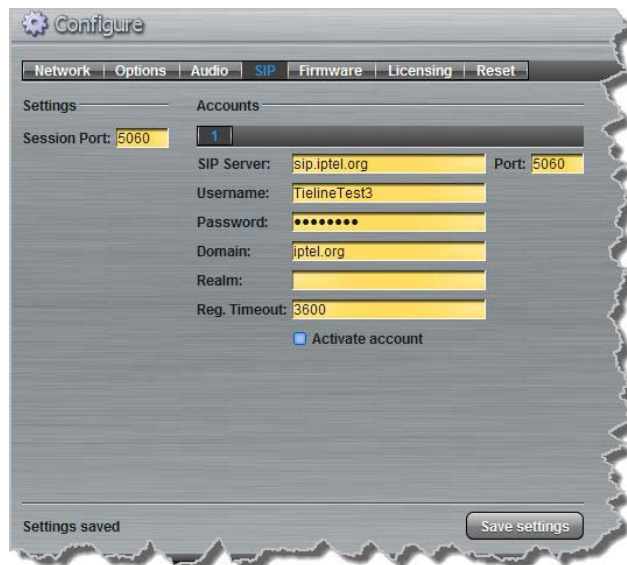 Configure
Network Options Audio SIP Firmware Licensing Reset
Settings
Session Port: 5060
Accounts
1
SIP Server: sip.iptel.org Port: 5060
Username: TielineTest3
Password: ••••••••
Domain: iptel.org
Realm:
Reg. Timeout: 3600
Activate account
Settings saved
Save settings